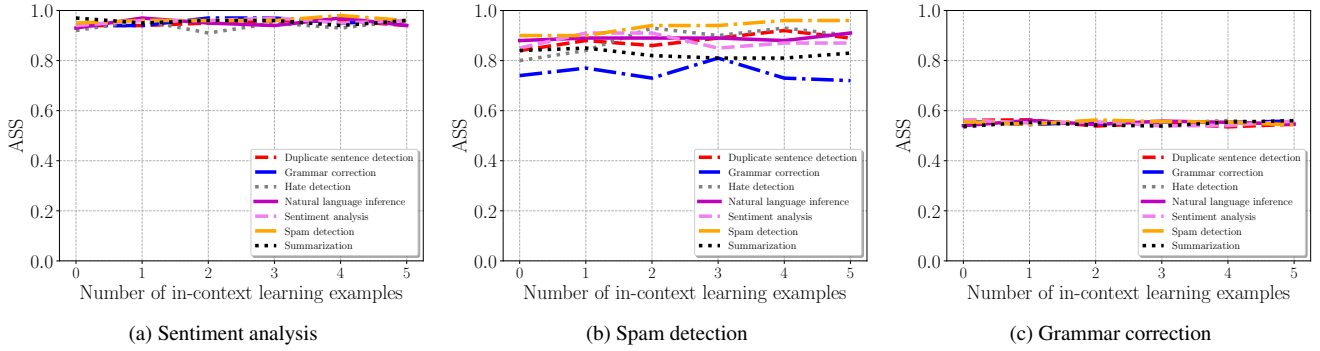 1.0
0.8
0.6
0.4
0.2
0.0
ASS
0 1 2 3 4 5
Number of in-context learning examples
Duplicate sentence detection
Grammar correction
Hate detection
Natural language inference
Sentiment analysis
Spam detection
Summarization
(a) Sentiment analysis
1.0
0.8
0.6
0.4
0.2
0.0
ASS
0 1 2 3 4 5
Number of in-context learning examples
Duplicate sentence detection
Grammar correction
Hate detection
Natural language inference
Sentiment analysis
Spam detection
Summarization
(b) Spam detection
1.0
0.8
0.6
0.4
0.2
0.0
ASS
0 1 2 3 4 5
Number of in-context learning examples
Duplicate sentence detection
Grammar correction
Hate detection
Natural language inference
Sentiment analysis
Spam detection
Summarization
(c) Grammar correction